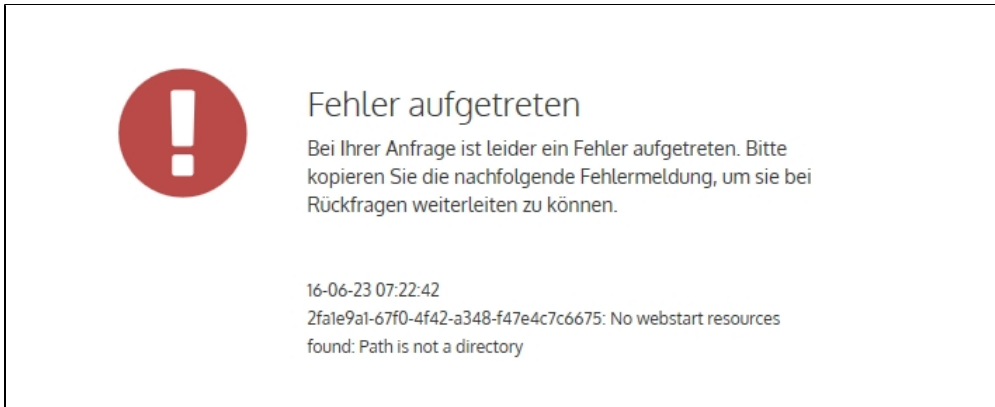 Fehler aufgetreten
Bei Ihrer Anfrage ist leider ein Fehler aufgetreten. Bitte
kopieren Sie die nachfolgende Fehlermeldung, um sie bei
Rückfragen weiterleiten zu können.
16-06-23 07:22:42
2fa1e9a1-67f0-4f42-a348-f47e4c7c6675: No webstart resources
found: Path is not a directory